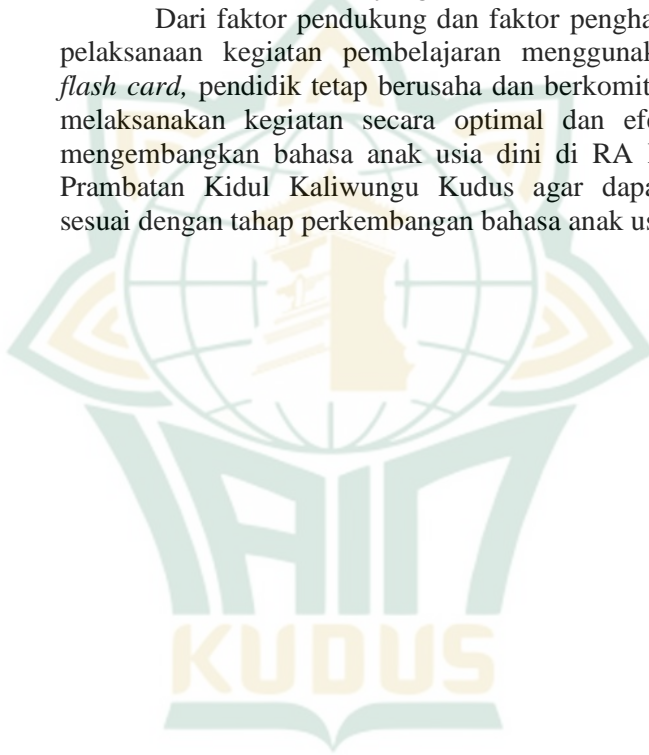 Dari faktor pendukung dan faktor pengha
pelaksanaan kegiatan pembelajaran menggunak
flash card, pendidik tetap berusaha dan berkomit
melaksanakan kegiatan secara optimal dan efe
mengembangkan bahasa anak usia dini di RA
Prambatan Kidul Kaliwungu Kudus agar dapa
sesuai dengan tahap perkembangan bahasa anak us
IAIN
KUDUS